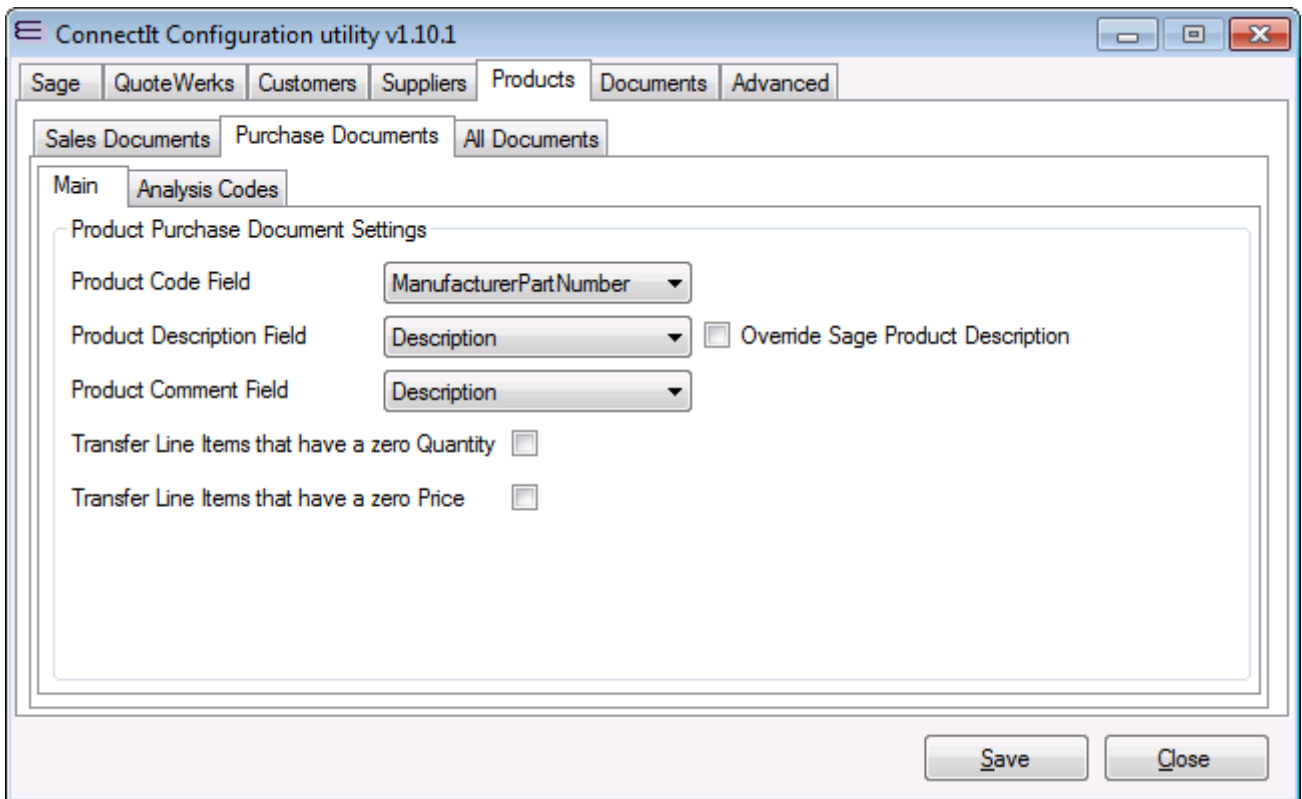 ConnectIt Configuration utility v1.10.1
Sage QuoteWerks Customers Suppliers Products Documents Advanced
Sales Documents Purchase Documents All Documents
Main Analysis Codes
Product Purchase Document Settings
Product Code Field ManufacturerPartNumber
Product Description Field Description Override Sage Product Description
Product Comment Field Description
Transfer Line Items that have a zero Quantity
Transfer Line Items that have a zero Price
Save Close